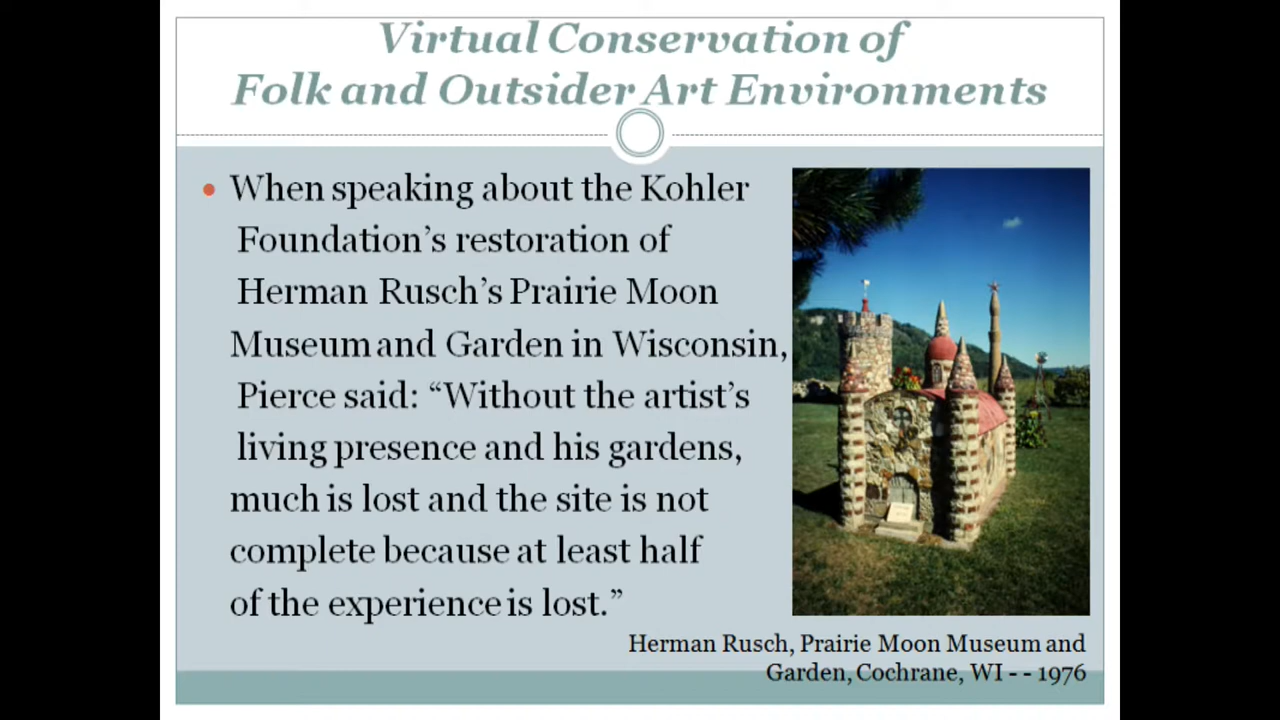 Virtual Conservation of
Folk and Outsider Art Environments
• When speaking about the Kohler
Foundation’s restoration of
Herman Rusch’s Prairie Moon
Museum and Garden in Wisconsin,
Pierce said: “Without the artist’s
living presence and his gardens,
much is lost and the site is not
complete because at least half
of the experience is lost.”
Herman Rusch, Prairie Moon Museum and
Garden, Cochrane, WI - - 1976